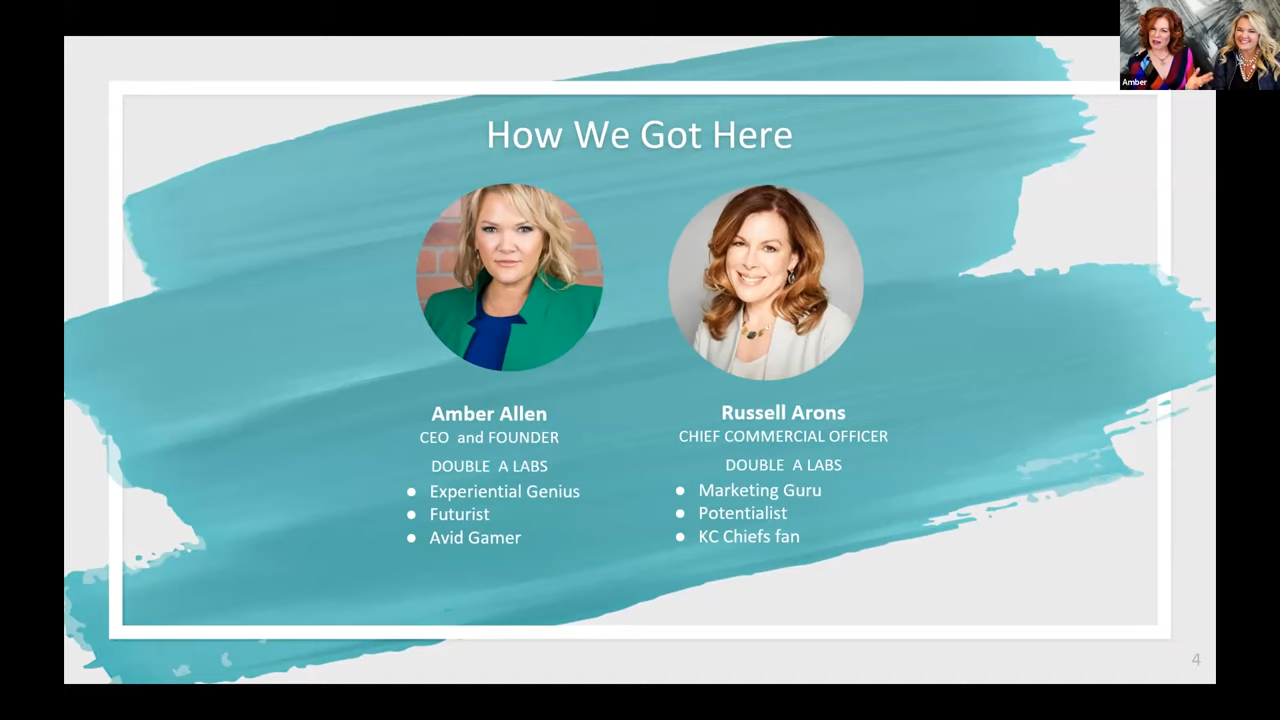 Amber
How We Got Here
Amber Allen
CEO and FOUNDER
DOUBLE A LABS
● Experiential Genius
● Futurist
● Avid Gamer
Russell Arons
CHIEF COMMERCIAL OFFICER
DOUBLE A LABS
● Marketing Guru
● Potentialist
● KC Chiefs fan
4